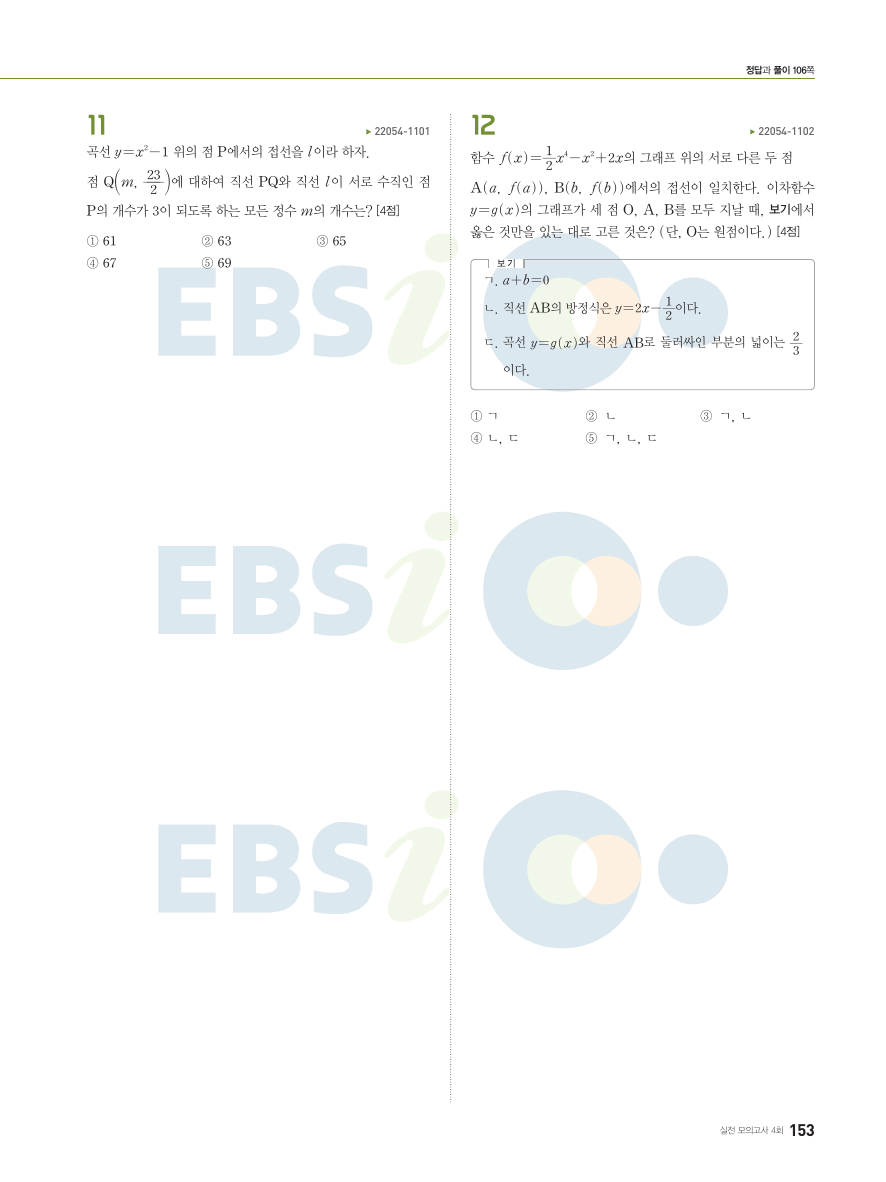 정답과 풀이 106쪽
11
▶ 22054-1101
곡선 y=x²-1 위의 점 P에서의 접선을 l이라 하자.
점 Q(m, 23/2)에 대하여 직선 PQ와 직선 l이 서로 수직인 점
P의 개수가 3이 되도록 하는 모든 정수 m의 개수는? [4점]
① 61 ② 63 ③ 65
④ 67 ⑤ 69
12
▶ 22054-1102
함수 f(x)=1/2x⁴-x²+2x의 그래프 위의 서로 다른 두 점
A(a, f(a)), B(b, f(b))에서의 접선이 일치한다. 이차함수
y=g(x)의 그래프가 세 점 O, A, B를 모두 지날 때, 보기에서
옳은 것만을 있는 대로 고른 것은? (단, O는 원점이다.) [4점]
보기
ㄱ. a+b=0
ㄴ. 직선 AB의 방정식은 y=2x-1/2이다.
ㄷ. 곡선 y=g(x)와 직선 AB로 둘러싸인 부분의 넓이는 2/3
이다.
① ㄱ ② ㄴ ③ ㄱ, ㄴ
④ ㄴ, ㄷ ⑤ ㄱ, ㄴ, ㄷ
EBSi
EBSi
EBSi
실전 모의고사 4회 153